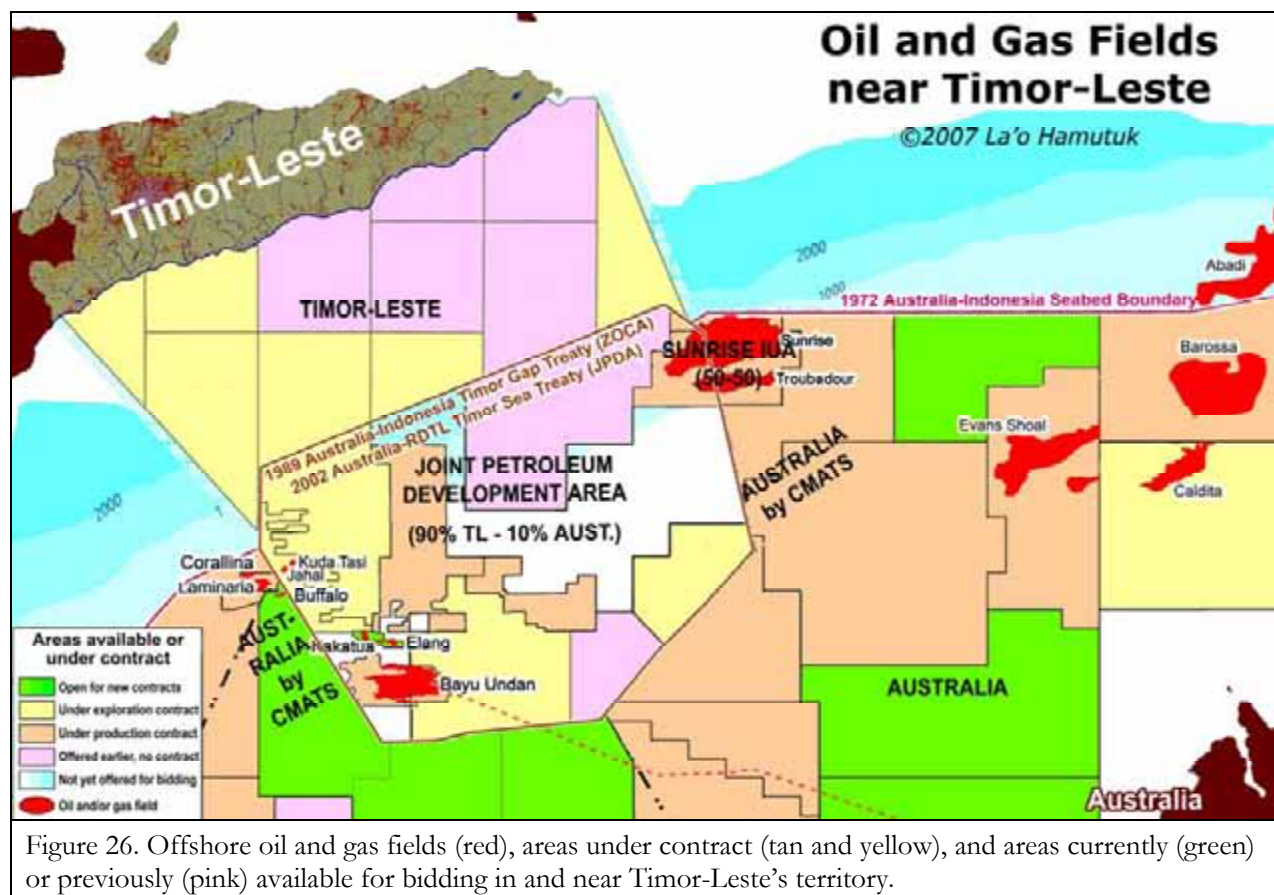 Oil and Gas Fields
near Timor-Leste
©2007 La'o Hamutuk
Timor-Leste
2000
1000
Abadi
1972 Australia-Indonesia Seabed Boundary
TIMOR-LESTE
1989 Australia-Indonesia Timor Gap Treaty (ZOCA)
2002 Australia-RDTL Timor Sea Treaty (JPDA)
Sunrise
SUNRISE IUA
(50-50)
Troubadour
Barossa
Evans Shoal
Caldita
JOINT PETROLEUM
DEVELOPMENT AREA
(90% TL - 10% AUST.)
AUSTRALIA
by CMATS
2000
1
Corallina
Kuda Tasi
Jahal
Laminaria
Buffalo
Kakatua
Elang
Bayu Undan
AUST-
RALIA
by
CMATS
AUSTRALIA
Australia
Areas available or
under contract
Open for new contracts
Under exploration contract
Under production contract
Offered earlier, no contract
Not yet offered for bidding
Oil and/or gas field
Figure 26. Offshore oil and gas fields (red), areas under contract (tan and yellow), and areas currently (green)
or previously (pink) available for bidding in and near Timor-Leste's territory.